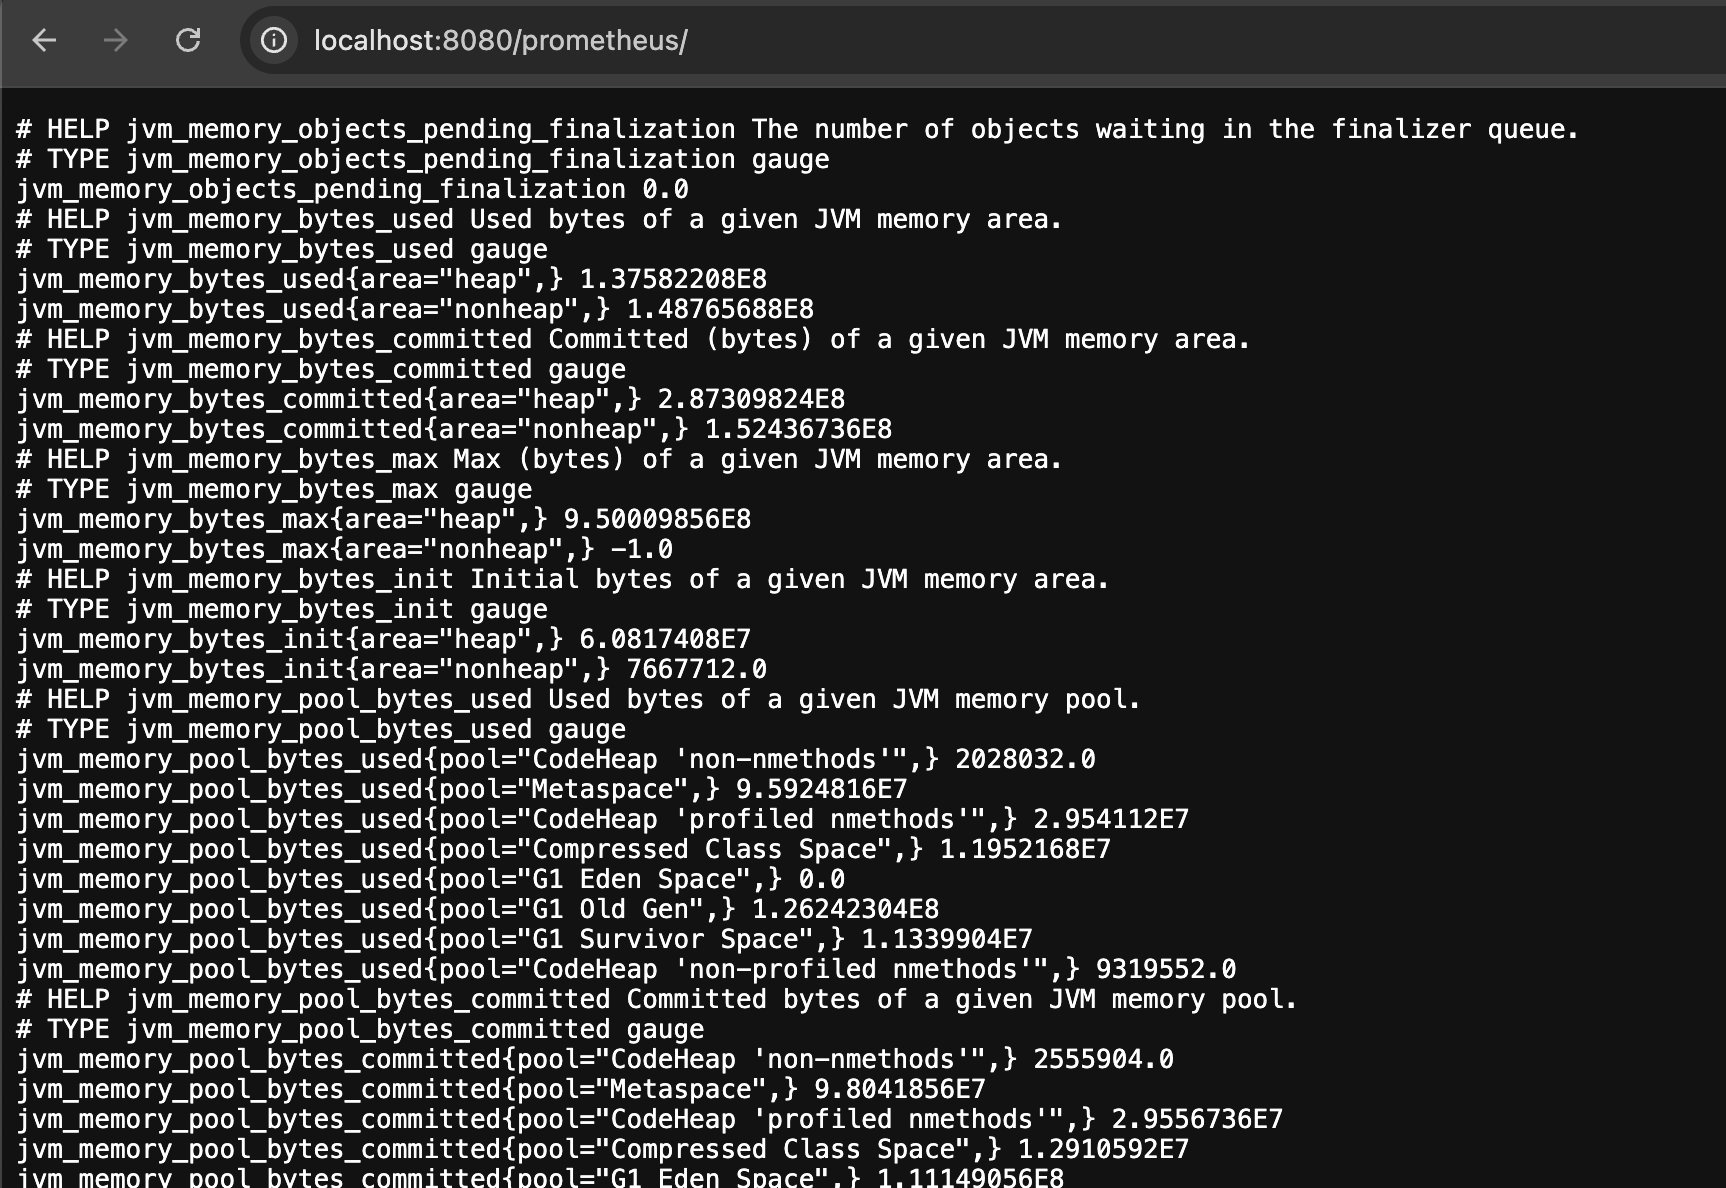 localhost:8080/prometheus/
# HELP jvm_memory_objects_pending_finalization The number of objects waiting in the finalizer queue.
# TYPE jvm_memory_objects_pending_finalization gauge
jvm_memory_objects_pending_finalization 0.0
# HELP jvm_memory_bytes_used Used bytes of a given JVM memory area.
# TYPE jvm_memory_bytes_used gauge
jvm_memory_bytes_used{area="heap",} 1.37582208E8
jvm_memory_bytes_used{area="nonheap",} 1.48765688E8
# HELP jvm_memory_bytes_committed Committed (bytes) of a given JVM memory area.
# TYPE jvm_memory_bytes_committed gauge
jvm_memory_bytes_committed{area="heap",} 2.87309824E8
jvm_memory_bytes_committed{area="nonheap",} 1.52436736E8
# HELP jvm_memory_bytes_max Max (bytes) of a given JVM memory area.
# TYPE jvm_memory_bytes_max gauge
jvm_memory_bytes_max{area="heap",} 9.50009856E8
jvm_memory_bytes_max{area="nonheap",} -1.0
# HELP jvm_memory_bytes_init Initial bytes of a given JVM memory area.
# TYPE jvm_memory_bytes_init gauge
jvm_memory_bytes_init{area="heap",} 6.0817408E7
jvm_memory_bytes_init{area="nonheap",} 7667712.0
# HELP jvm_memory_pool_bytes_used Used bytes of a given JVM memory pool.
# TYPE jvm_memory_pool_bytes_used gauge
jvm_memory_pool_bytes_used{pool="CodeHeap 'non-nmethods'",} 2028032.0
jvm_memory_pool_bytes_used{pool="Metaspace",} 9.5924816E7
jvm_memory_pool_bytes_used{pool="CodeHeap 'profiled nmethods'",} 2.954112E7
jvm_memory_pool_bytes_used{pool="Compressed Class Space",} 1.1952168E7
jvm_memory_pool_bytes_used{pool="G1 Eden Space",} 0.0
jvm_memory_pool_bytes_used{pool="G1 Old Gen",} 1.26242304E8
jvm_memory_pool_bytes_used{pool="G1 Survivor Space",} 1.1339904E7
jvm_memory_pool_bytes_used{pool="CodeHeap 'non-profiled nmethods'",} 9319552.0
# HELP jvm_memory_pool_bytes_committed Committed bytes of a given JVM memory pool.
# TYPE jvm_memory_pool_bytes_committed gauge
jvm_memory_pool_bytes_committed{pool="CodeHeap 'non-nmethods'",} 2555904.0
jvm_memory_pool_bytes_committed{pool="Metaspace",} 9.8041856E7
jvm_memory_pool_bytes_committed{pool="CodeHeap 'profiled nmethods'",} 2.9556736E7
jvm_memory_pool_bytes_committed{pool="Compressed Class Space",} 1.2910592E7
jvm_memory_pool_bytes_committed{pool="G1 Eden Space",} 1.11149056E8